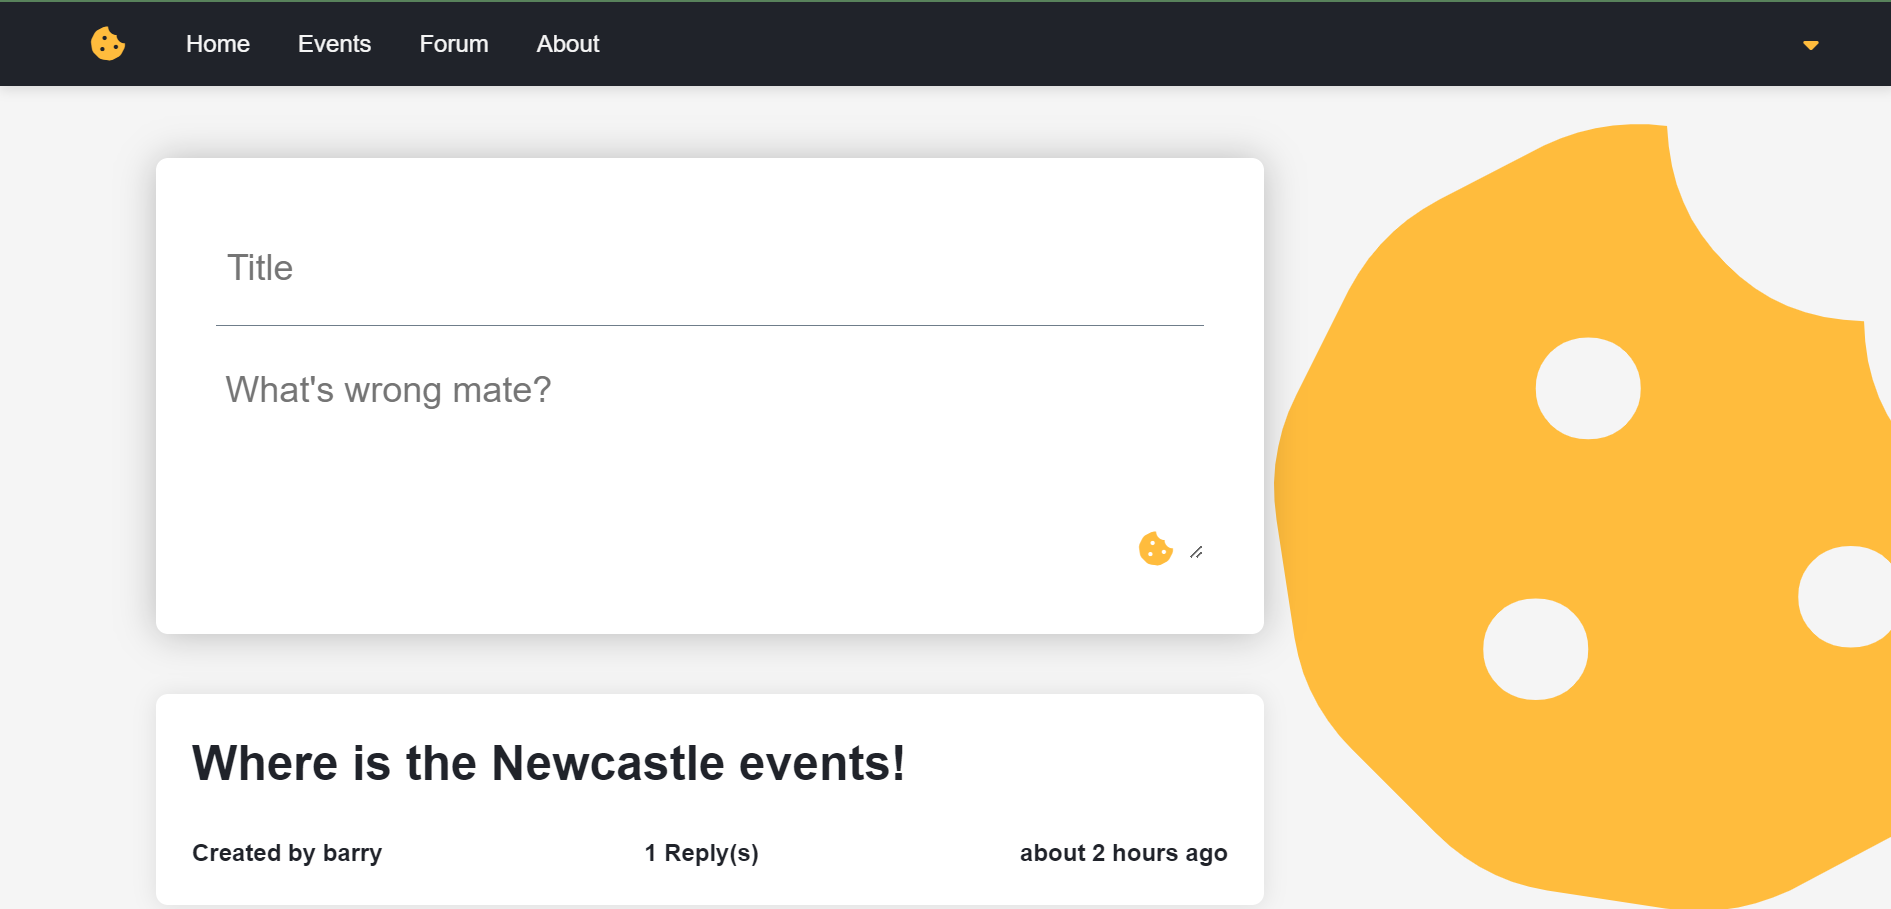 Home Events Forum About
Title
What's wrong mate?
Where is the Newcastle events!
Created by barry 1 Reply(s) about 2 hours ago